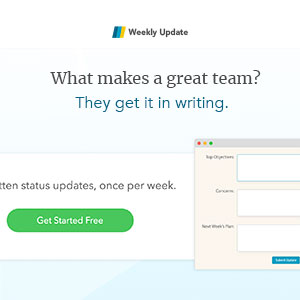 Weekly Update
What makes a great team?
They get it in writing.
tten status updates, once per week.
Get Started Free
Top Objectives
Concerns
Next Week's Plan
Submit Update